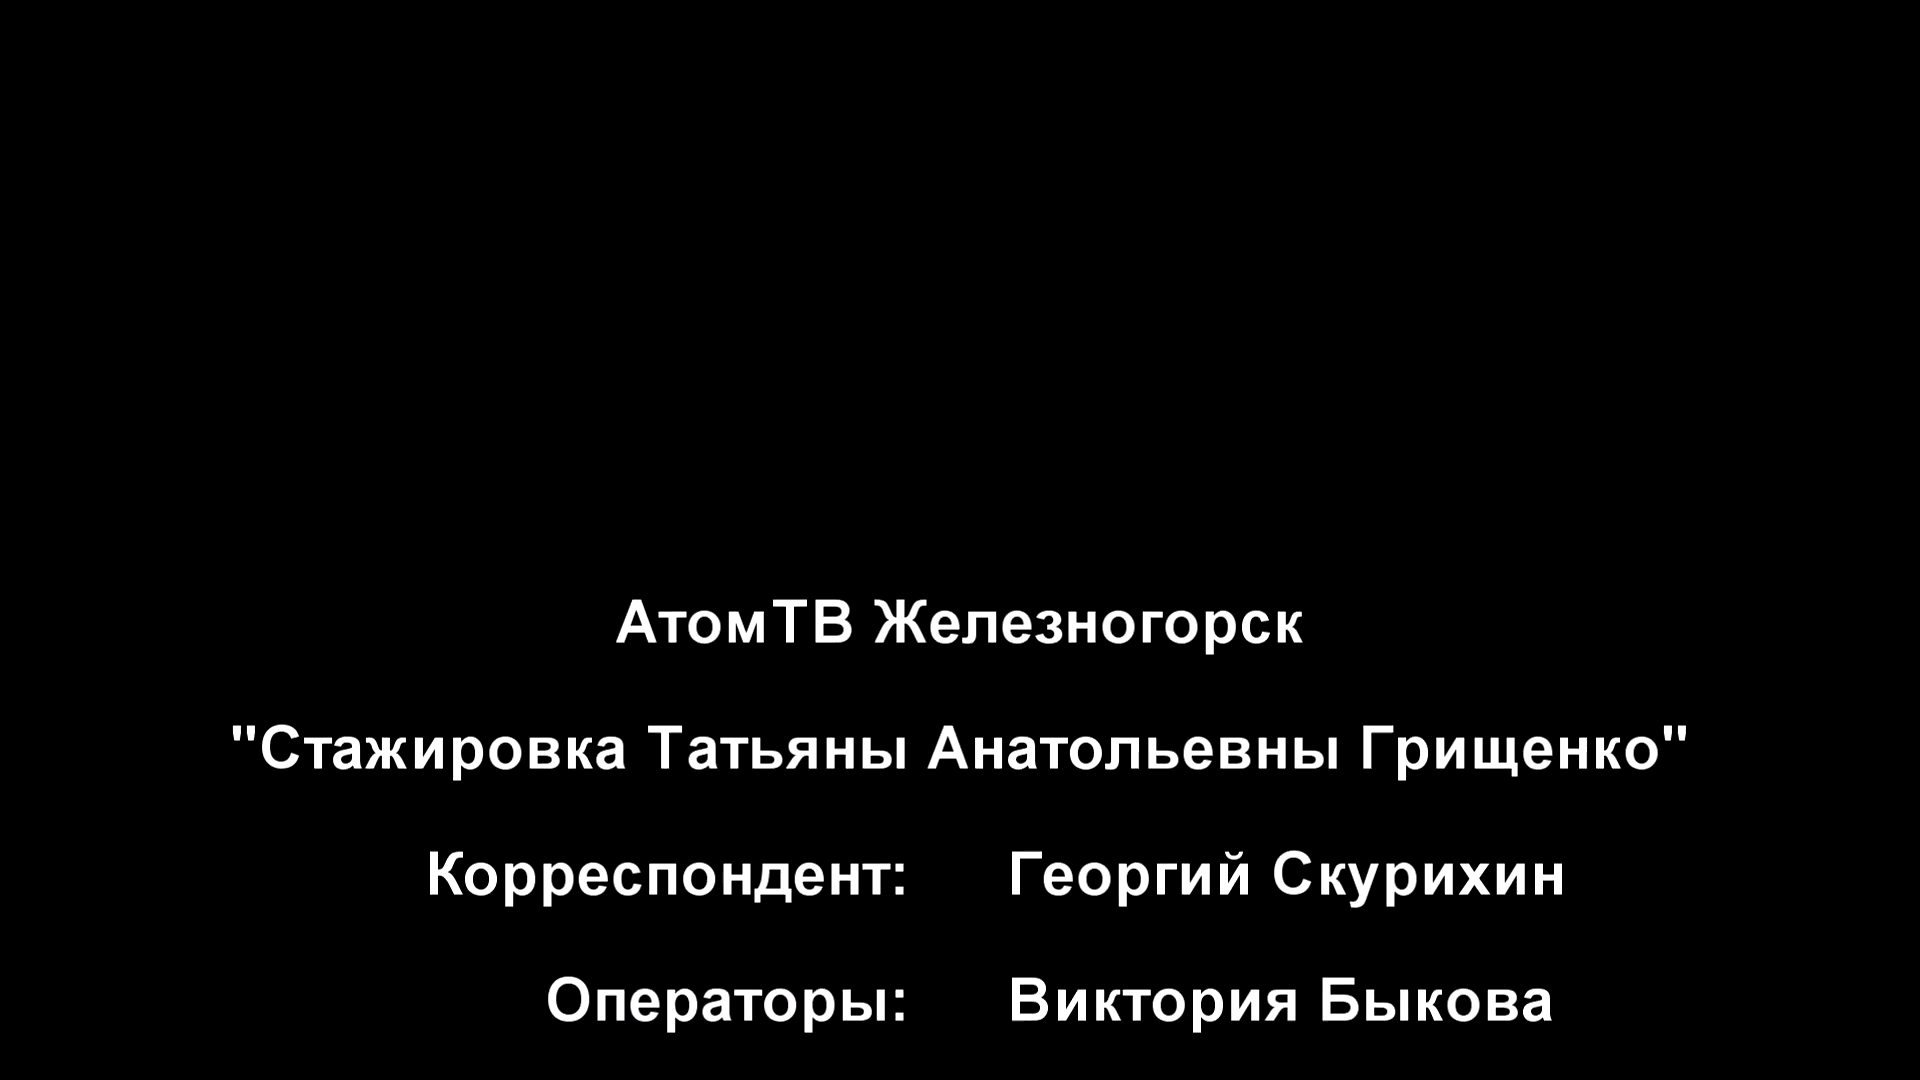 АтомТВ Железногорск
"Стажировка Татьяны Анатольевны Грищенко"
Корреспондент: Георгий Скурихин
Операторы: Виктория Быкова